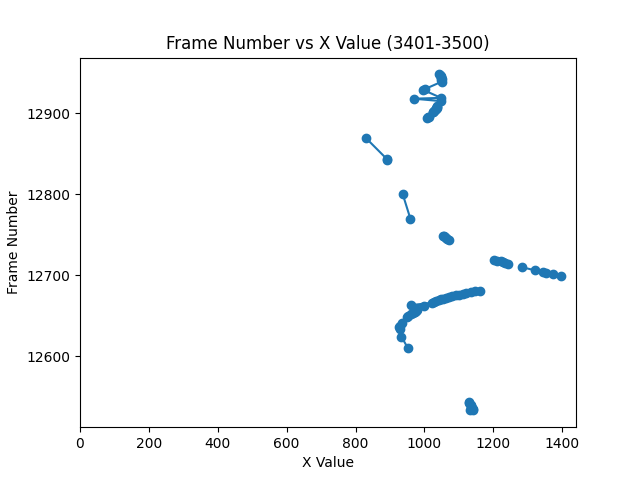 Frame Number vs X Value (3401-3500)
12900
12800
12700
12600
Frame Number
0 200 400 600 800 1000 1200 1400
X Value